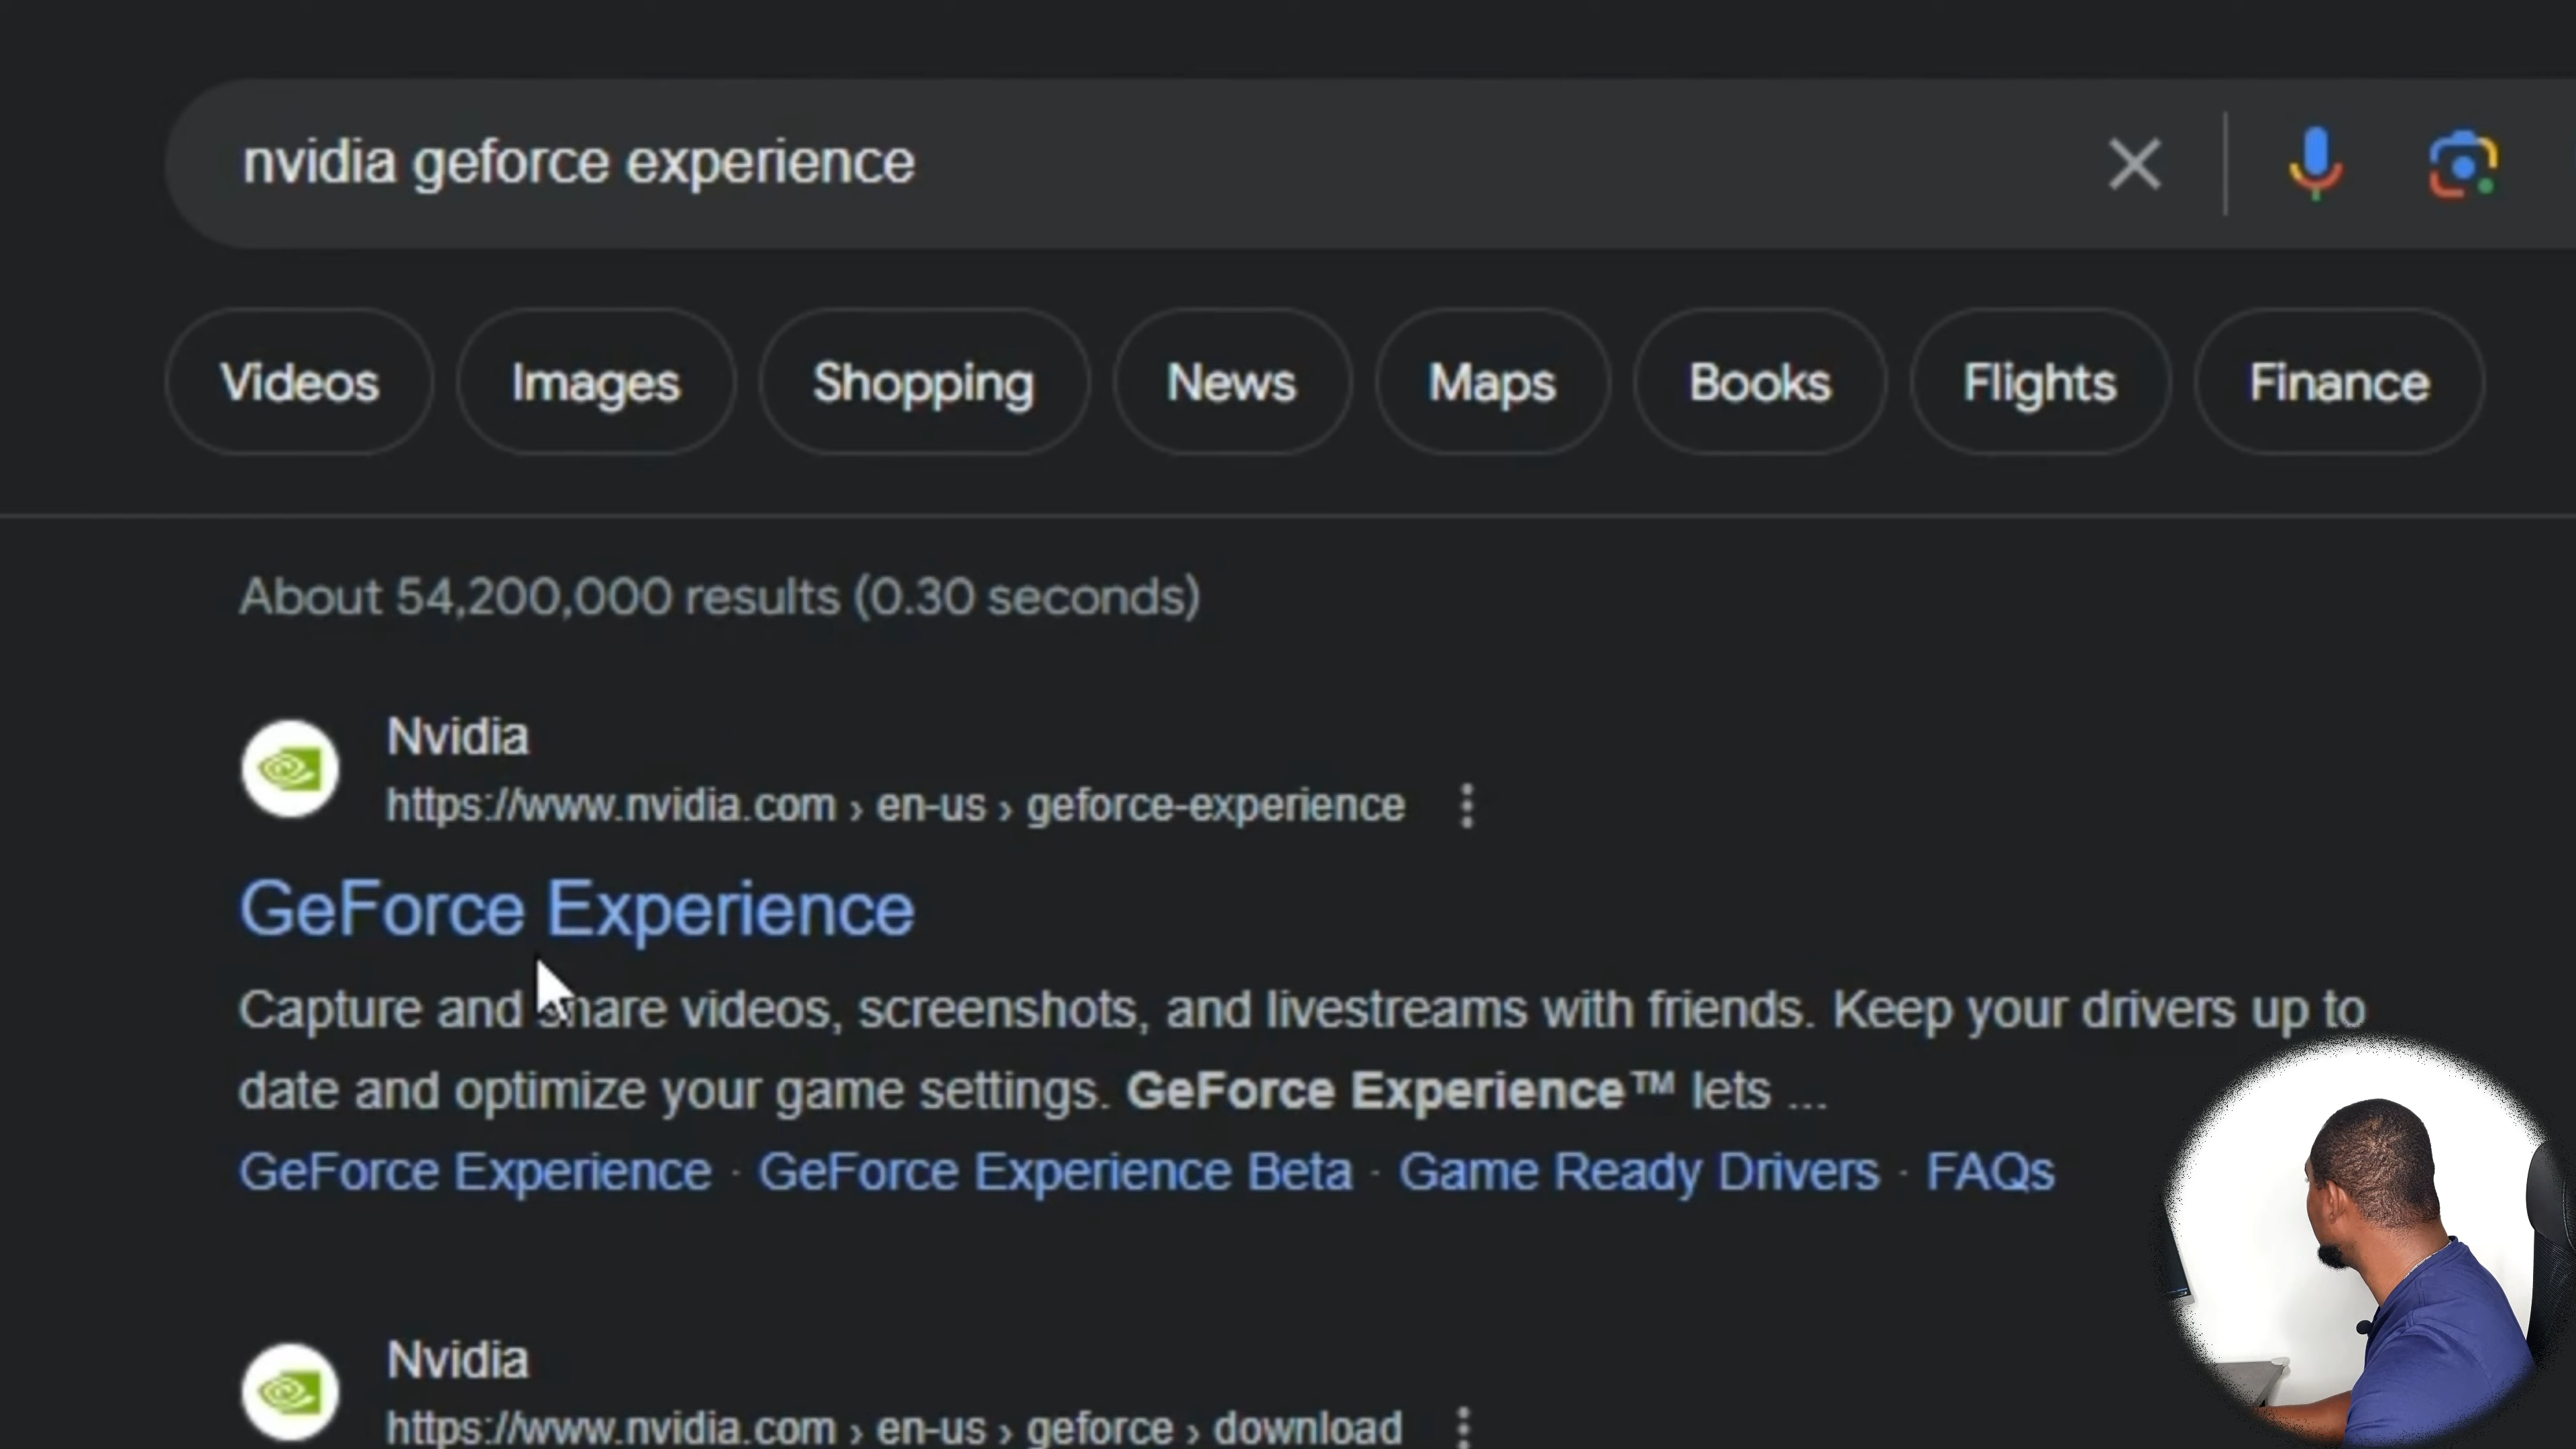 nvidia geforce experience
Videos
Images
Shopping
News
Maps
Books
Flights
Finance
About 54,200,000 results (0.30 seconds)
Nvidia
https://www.nvidia.com › en-us › geforce-experience
GeForce Experience
Capture and share videos, screenshots, and livestreams with friends. Keep your drivers up to
date and optimize your game settings. GeForce Experience™ lets ...
GeForce Experience · GeForce Experience Beta · Game Ready Drivers · FAQs
Nvidia
https://www.nvidia.com › en-us › geforce › download